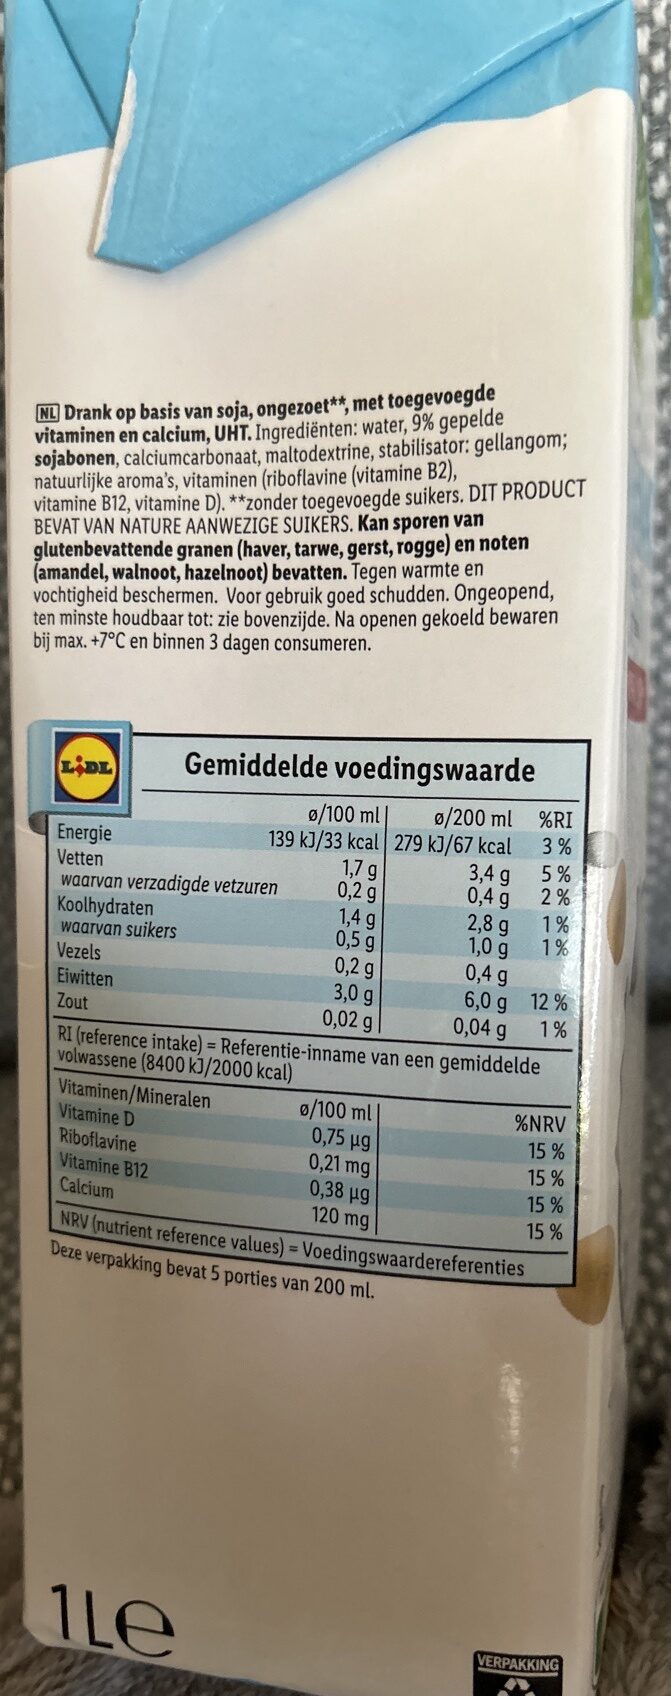 NL Drank op basis van soja, ongezoet**, met toegevoegde
vitaminen en calcium, UHT. Ingrediënten: water, 9% gepelde
sojabonen, calciumcarbonaat, maltodextrine, stabilisator: gellangom;
natuurlijke aroma's, vitaminen (riboflavine (vitamine B2),
vitamine B12, vitamine D). **zonder toegevoegde suikers. DIT PRODUCT
BEVAT VAN NATURE AANWEZIGE SUIKERS. Kan sporen van
glutenbevattende granen (haver, tarwe, gerst, rogge) en noten
(amandel, walnoot, hazelnoot) bevatten. Tegen warmte en
vochtigheid beschermen. Voor gebruik goed schudden. Ongeopend,
ten minste houdbaar tot: zie bovenzijde. Na openen gekoeld bewaren
bij max. +7°C en binnen 3 dagen consumeren.
LIDL
Gemiddelde voedingswaarde
ø/100 ml ø/200 ml %RI
Energie 139 kJ/33 kcal 279 kJ/67 kcal 3 %
Vetten 1,7 g 3,4 g 5 %
waarvan verzadigde vetzuren 0,2 g 0,4 g 2 %
Koolhydraten 1,4 g 2,8 g 1 %
waarvan suikers 0,5 g 1,0 g 1 %
Vezels 0,2 g 0,4 g
Eiwitten 3,0 g 6,0 g 12 %
Zout 0,02 g 0,04 g 1 %
RI (reference intake) = Referentie-inname van een gemiddelde
volwassene (8400 kJ/2000 kcal)
Vitaminen/Mineralen ø/100 ml %NRV
Vitamine D 0,75 µg 15 %
Riboflavine 0,21 mg 15 %
Vitamine B12 0,38 µg 15 %
Calcium 120 mg 15 %
NRV (nutrient reference values) = Voedingswaardereferenties
Deze verpakking bevat 5 porties van 200 ml.
1L℮
VERPAKKING